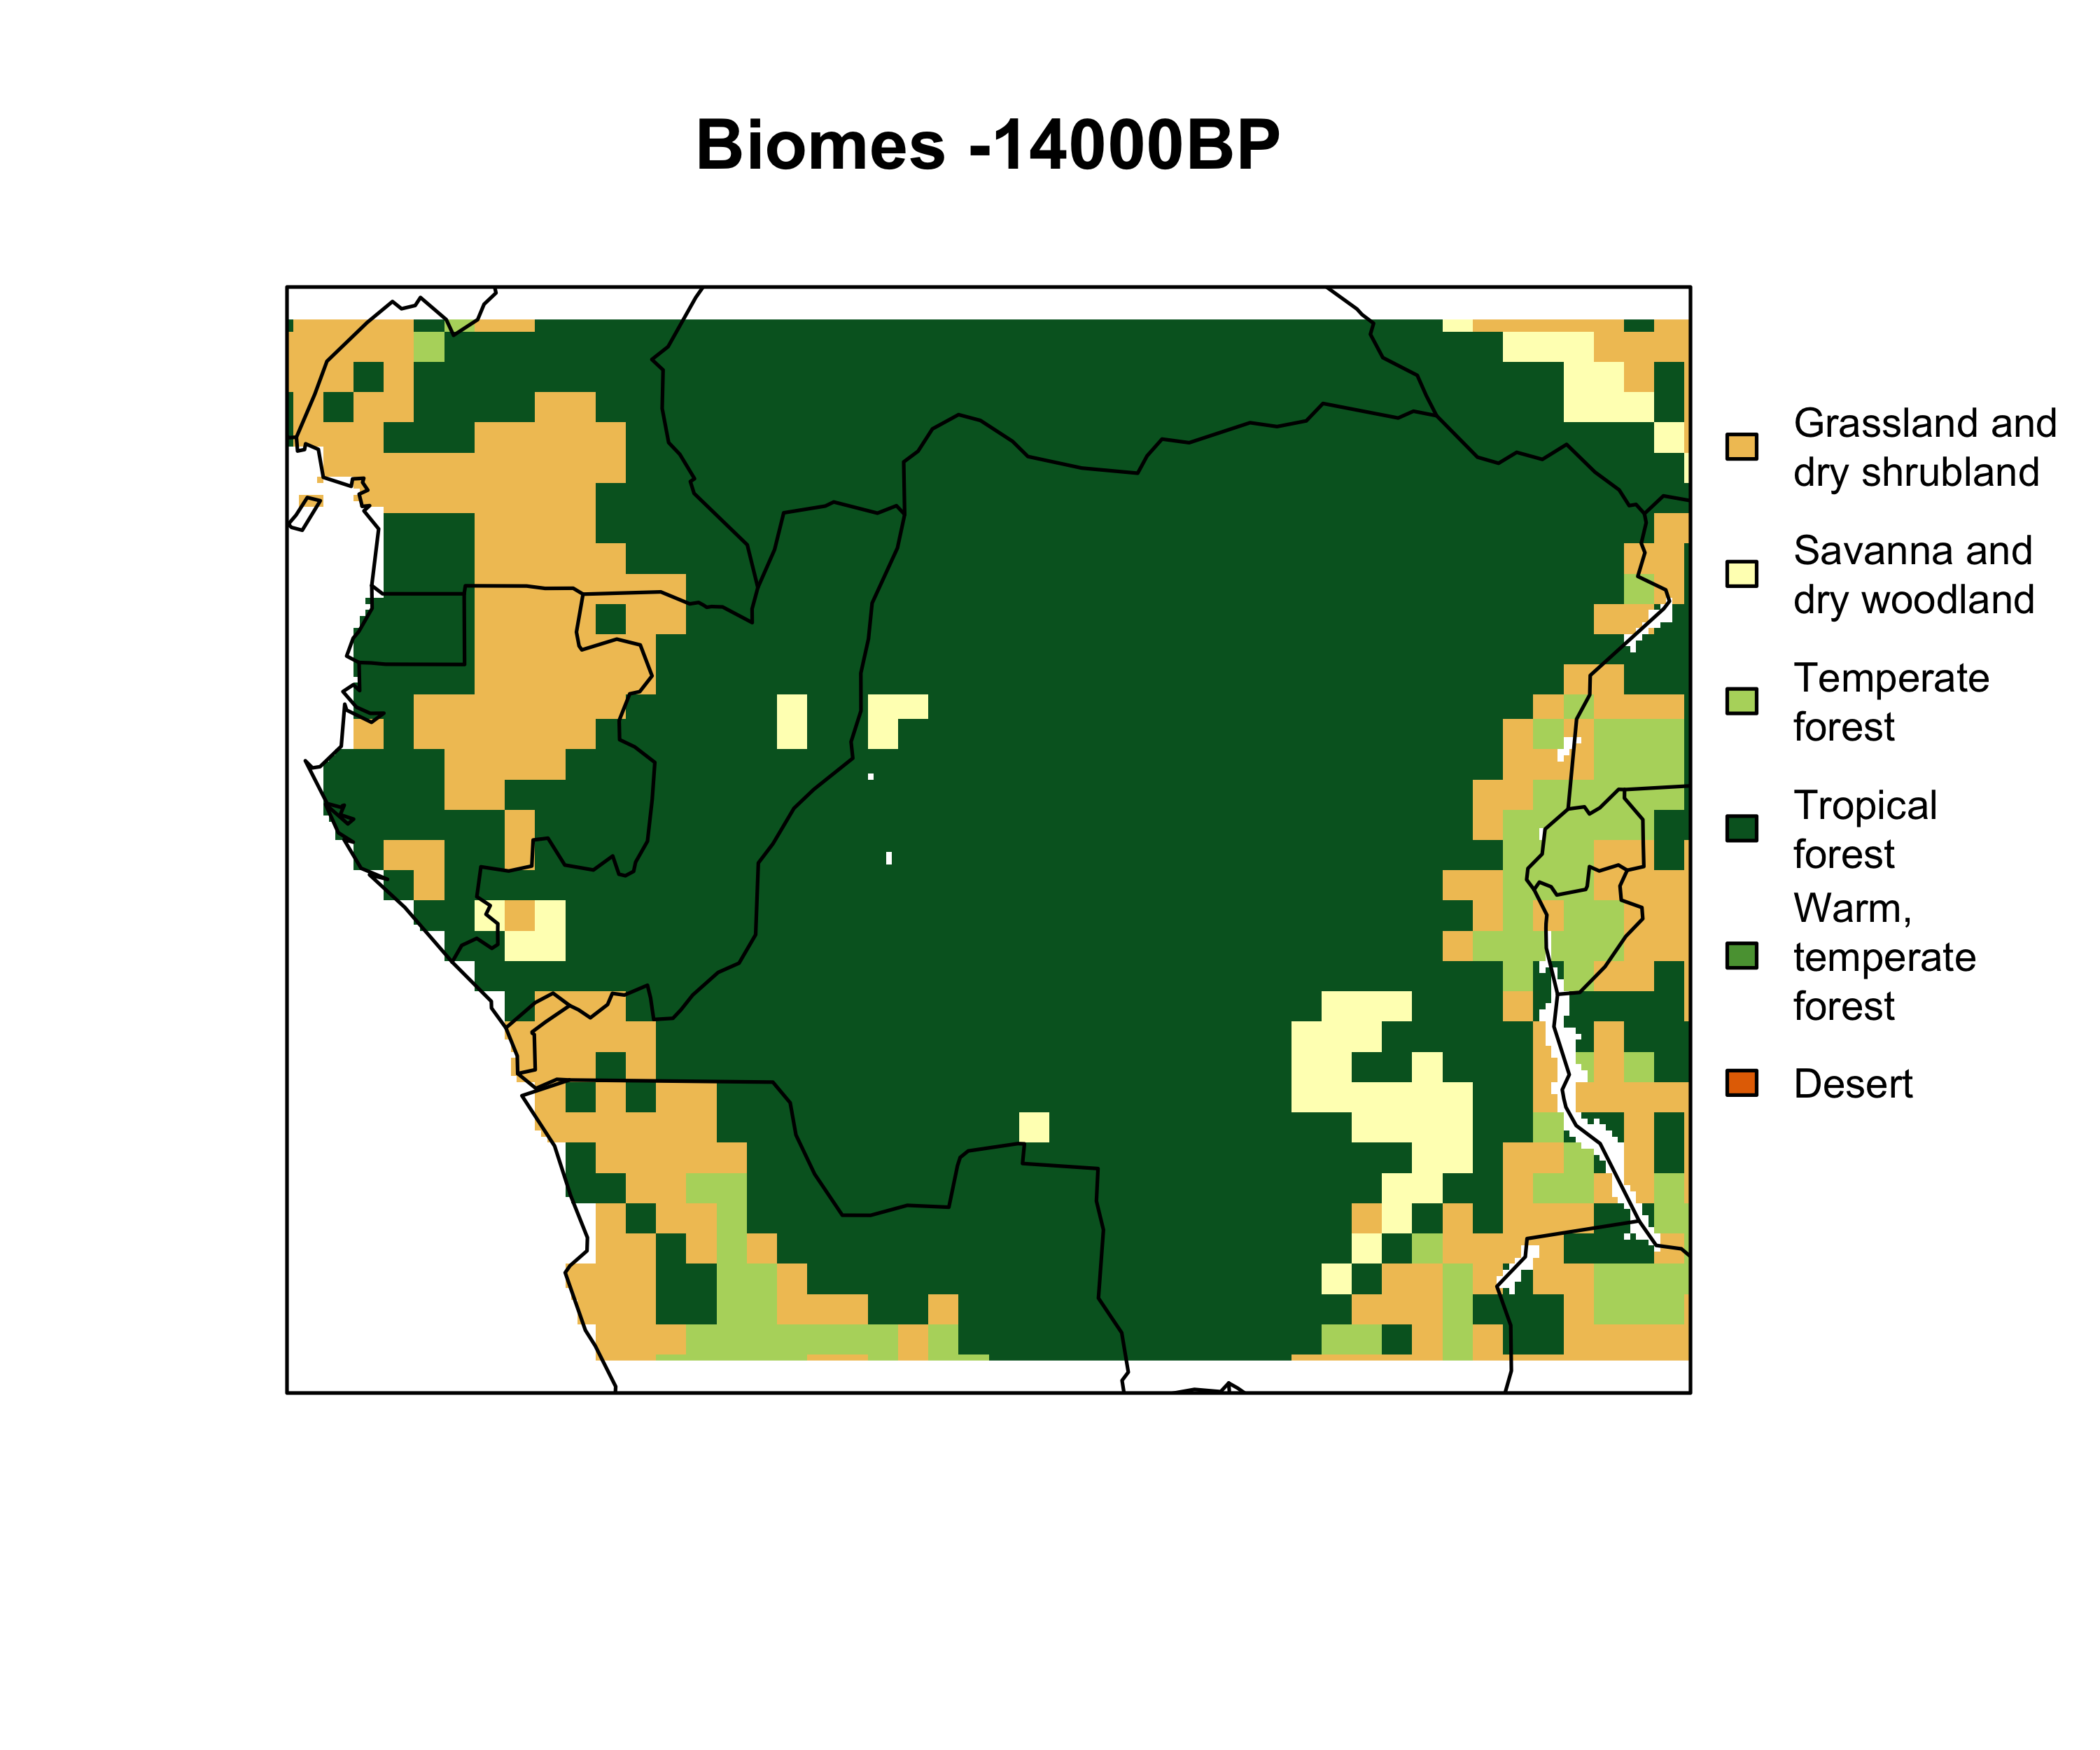 Biomes -14000BP
Grassland and
dry shrubland
Savanna and
dry woodland
Temperate
forest
Tropical
forest
Warm,
temperate
forest
Desert